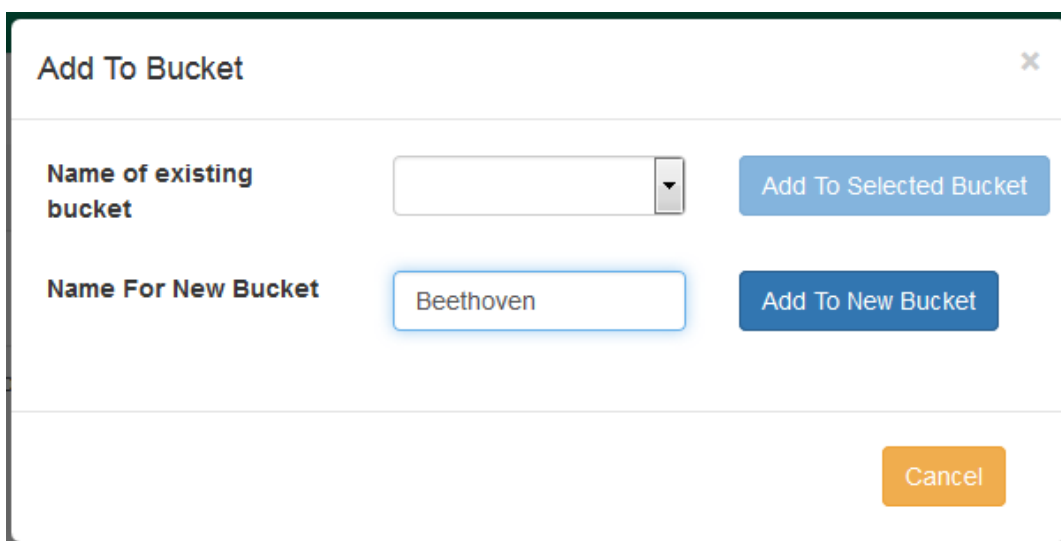 Add To Bucket ×
Name of existing
bucket
Add To Selected Bucket
Name For New Bucket
Beethoven
Add To New Bucket
Cancel